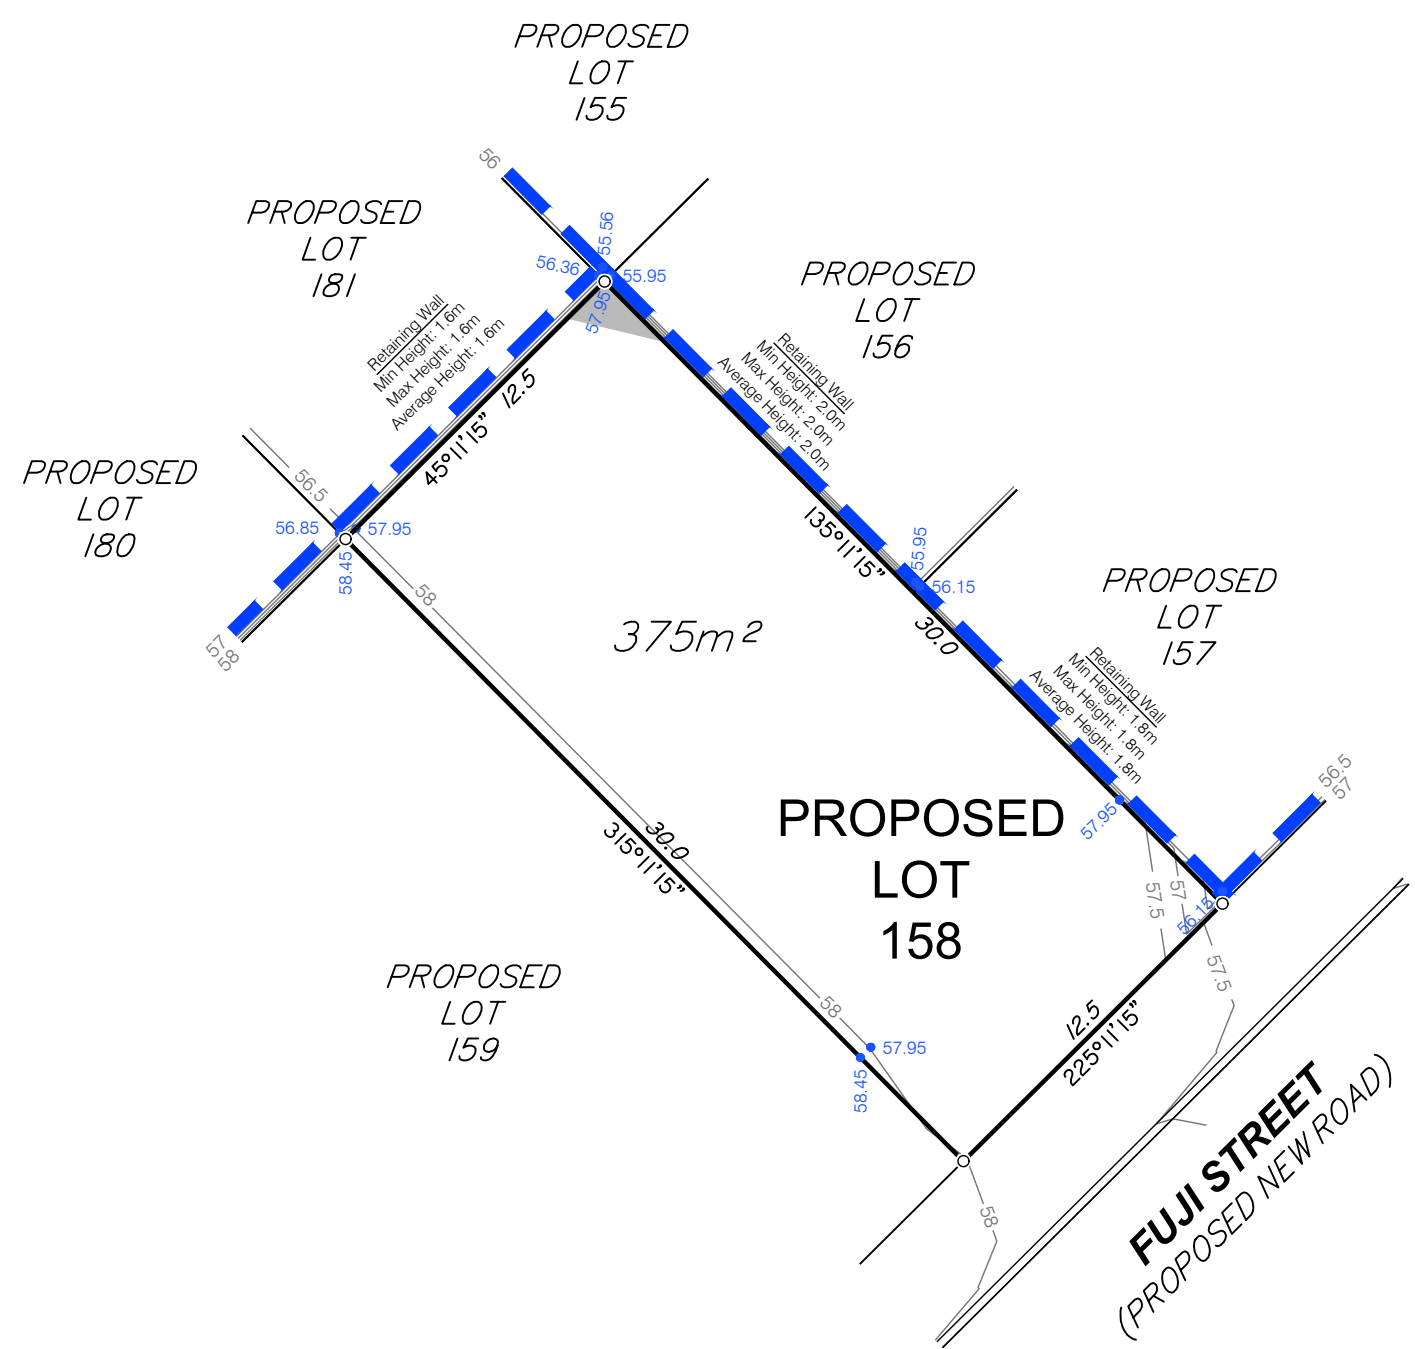 PROPOSED
LOT
155
56
PROPOSED
LOT
181
55.56
56.36
55.95
57.95
PROPOSED
LOT
156
Retaining Wall
Min Height: 1.6m
Max Height: 1.6m
Average Height: 1.6m
12.5
45°11'15"
Retaining Wall
Min Height: 2.0m
Max Height: 2.0m
Average Height: 2.0m
PROPOSED
LOT
180
56.5
56.85
57.95
58.45
57
58
58
135°11'15"
30.0
55.95
56.15
375m²
PROPOSED
LOT
157
Retaining Wall
Min Height: 1.8m
Max Height: 1.8m
Average Height: 1.8m
56.5
57
57.95
PROPOSED
LOT
158
30.0
315°11'15"
57.5
57
56.15
57.5
PROPOSED
LOT
159
58
57.95
58.45
12.5
225°11'15"
58
FUJI STREET
(PROPOSED NEW ROAD)